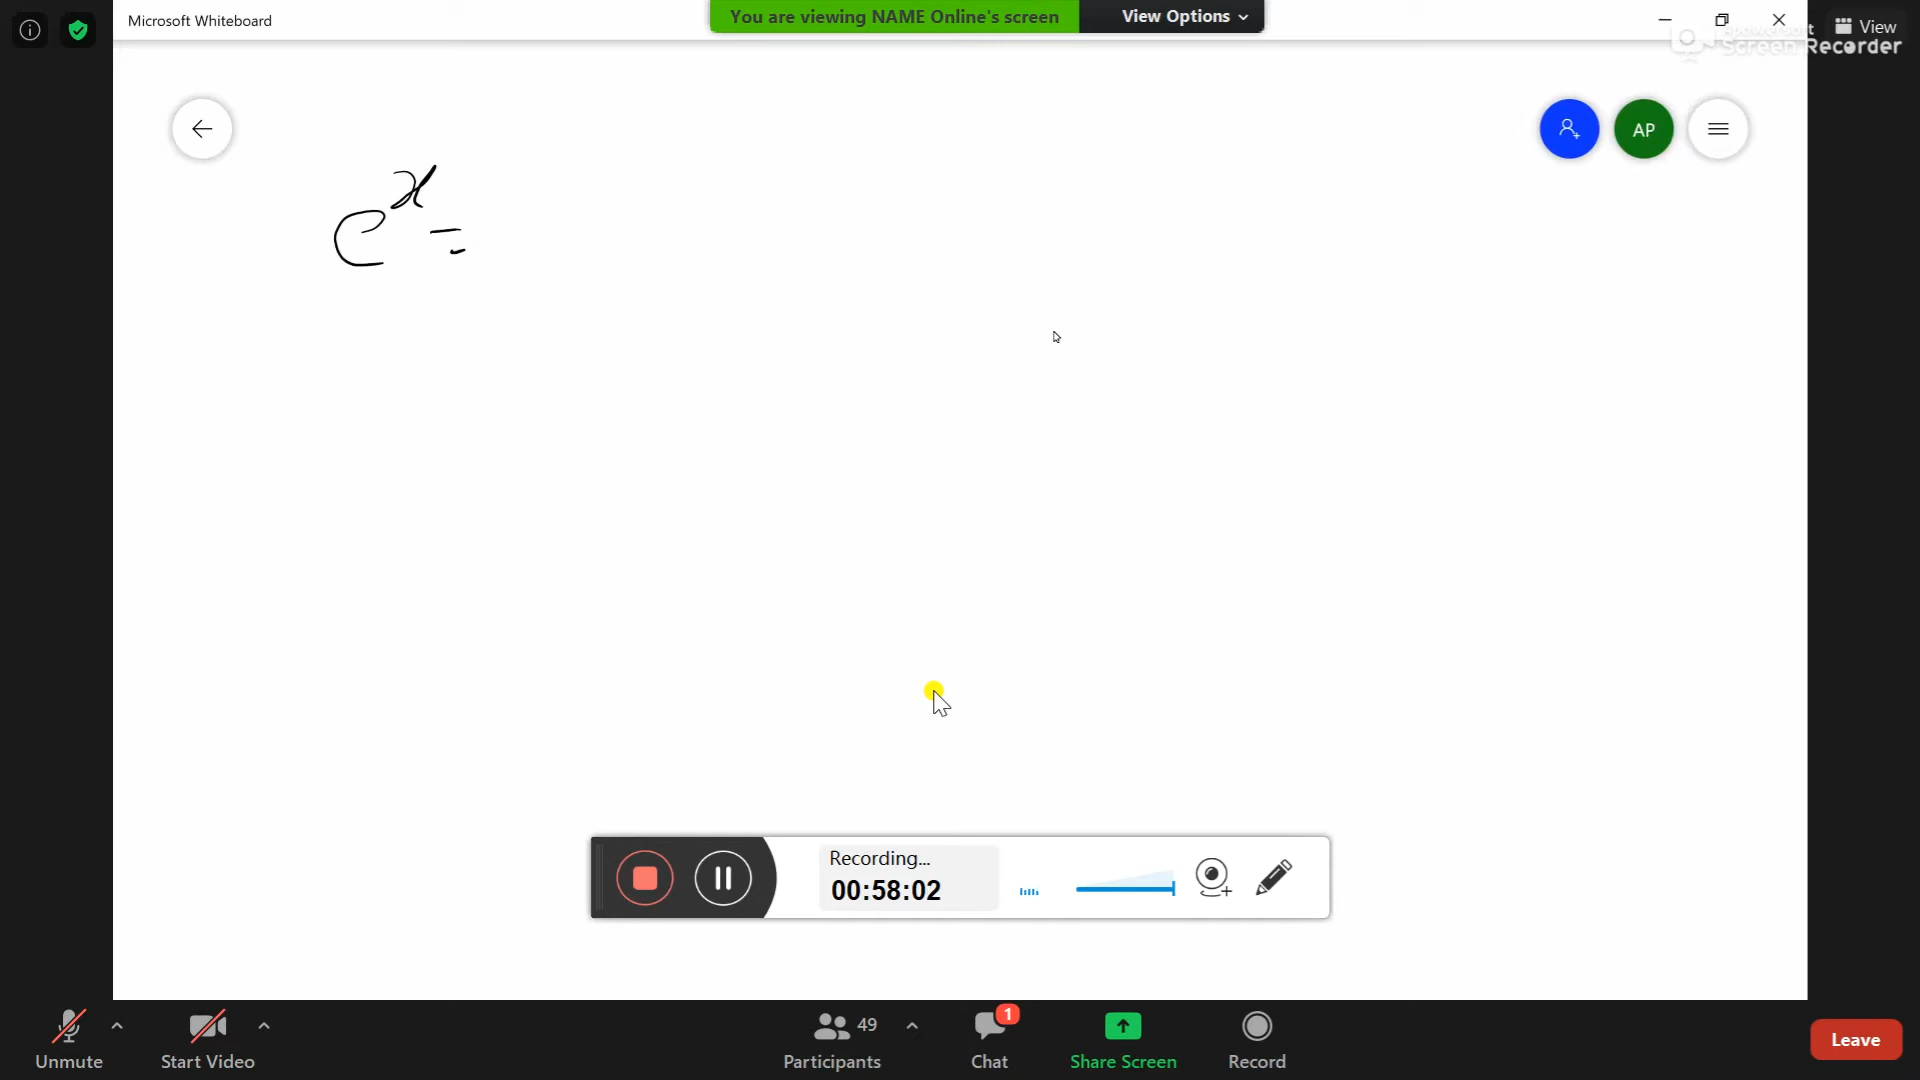 Microsoft Whiteboard
You are viewing NAME Online's screen
View Options
View
Apowersoft
Screen Recorder
AP
e^x =
Recording...
00:58:02
Unmute
Start Video
49
Participants
1
Chat
Share Screen
Record
Leave